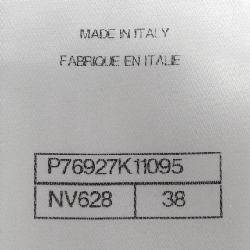 MADE IN ITALY
FABRIQUE EN ITALIE
P76927K11095
NV628 38